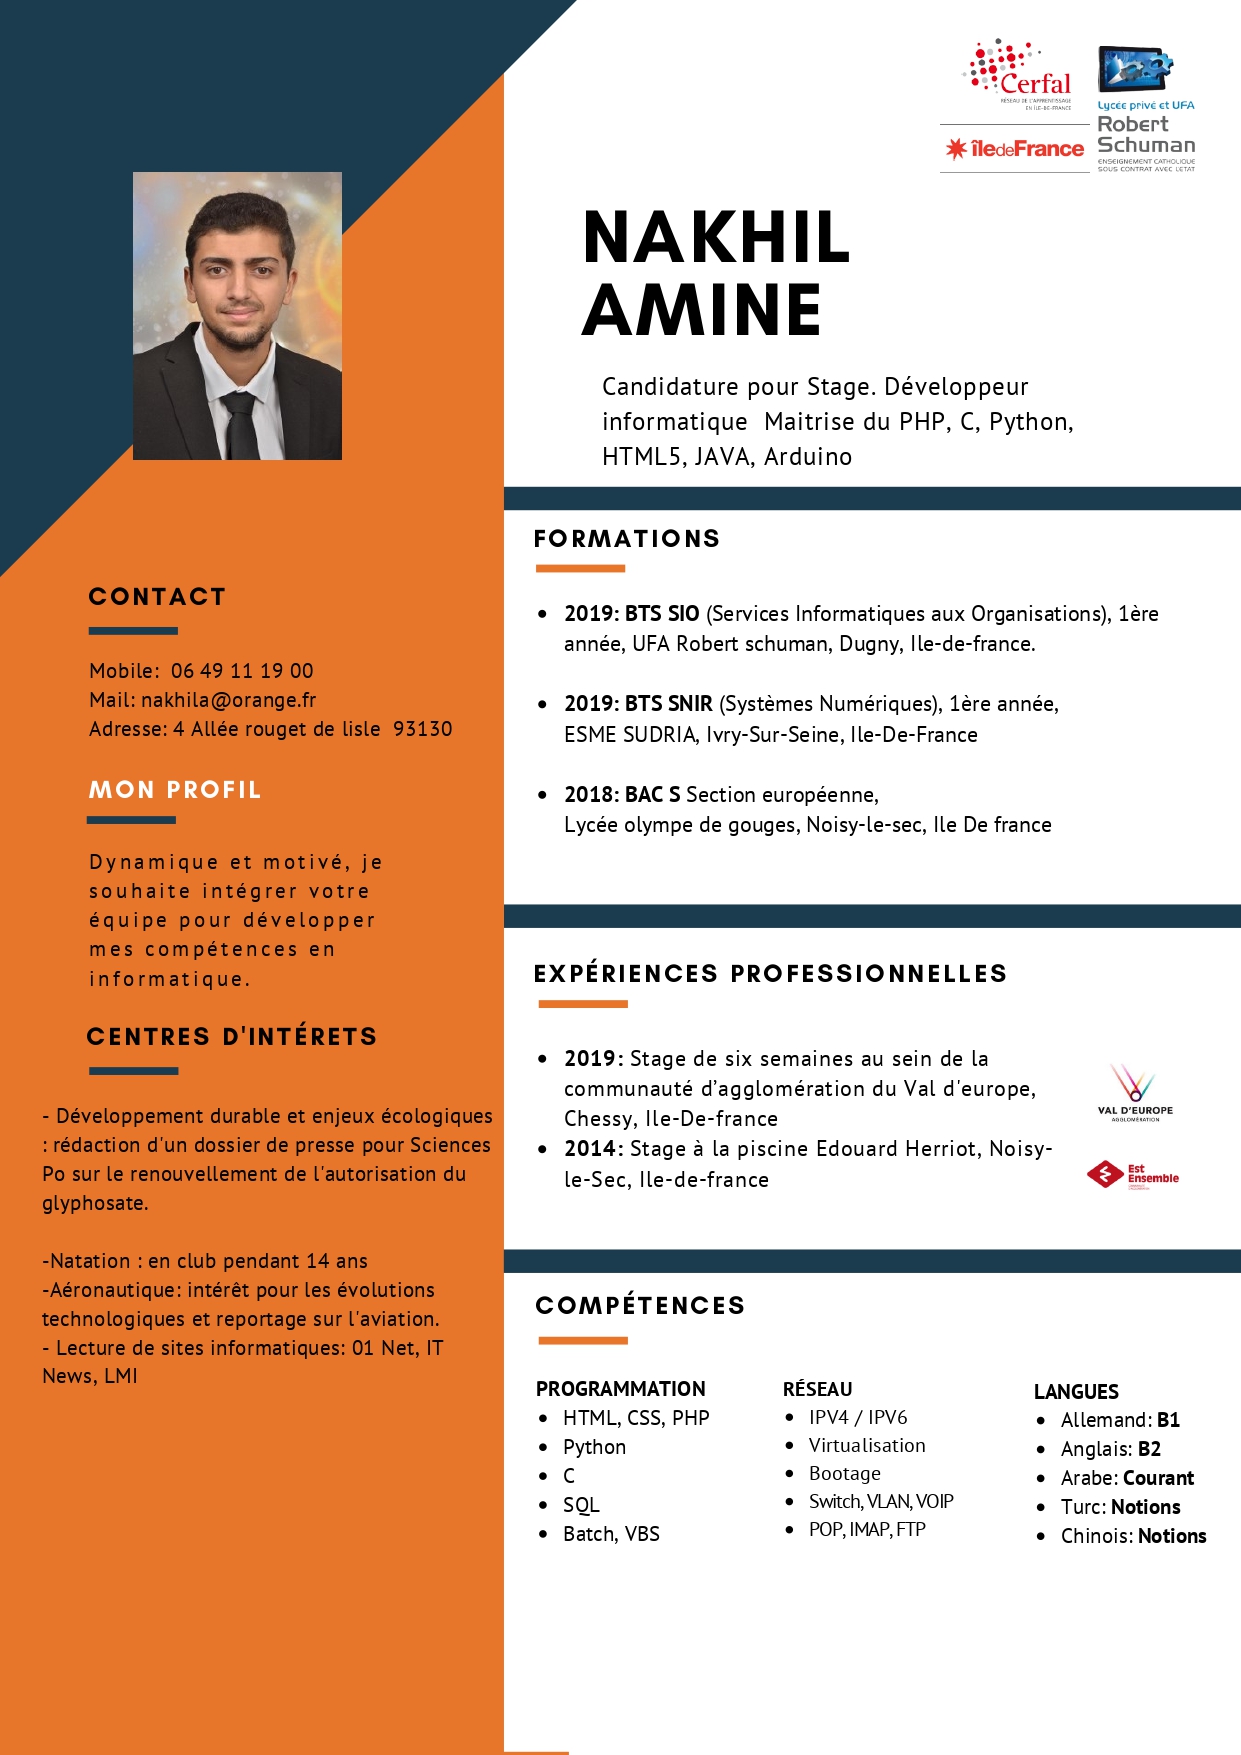 Cerfal
RÉSEAU DE L'APPRENTISSAGE
EN ILE-DE-FRANCE
îledeFrance
Lycée privé et UFA
Robert
Schuman
ENSEIGNEMENT CATHOLIQUE
SOUS CONTRAT AVEC L'ETAT
NAKHIL
AMINE
Candidature pour Stage. Développeur
informatique  Maitrise du PHP, C, Python,
HTML5, JAVA, Arduino
CONTACT
Mobile:  06 49 11 19 00
Mail: nakhila@orange.fr
Adresse: 4 Allée rouget de lisle  93130
MON PROFIL
Dynamique et motivé, je
souhaite intégrer votre
équipe pour développer
mes compétences en
informatique.
CENTRES D'INTÉRETS
- Développement durable et enjeux écologiques
: rédaction d'un dossier de presse pour Sciences
Po sur le renouvellement de l'autorisation du
glyphosate.
-Natation : en club pendant 14 ans
-Aéronautique: intérêt pour les évolutions
technologiques et reportage sur l'aviation.
- Lecture de sites informatiques: 01 Net, IT
News, LMI
FORMATIONS
• 2019: BTS SIO (Services Informatiques aux Organisations), 1ère
année, UFA Robert schuman, Dugny, Ile-de-france.
• 2019: BTS SNIR (Systèmes Numériques), 1ère année,
ESME SUDRIA, Ivry-Sur-Seine, Ile-De-France
• 2018: BAC S Section européenne,
Lycée olympe de gouges, Noisy-le-sec, Ile De france
EXPÉRIENCES PROFESSIONNELLES
• 2019: Stage de six semaines au sein de la
communauté d’agglomération du Val d'europe,
Chessy, Ile-De-france
• 2014: Stage à la piscine Edouard Herriot, Noisy-
le-Sec, Ile-de-france
VAL D'EUROPE
AGGLOMÉRATION
Est
Ensemble
COMPÉTENCES
PROGRAMMATION
• HTML, CSS, PHP
• Python
• C
• SQL
• Batch, VBS
RÉSEAU
• IPV4 / IPV6
• Virtualisation
• Bootage
• Switch, VLAN, VOIP
• POP, IMAP, FTP
LANGUES
• Allemand: B1
• Anglais: B2
• Arabe: Courant
• Turc: Notions
• Chinois: Notions